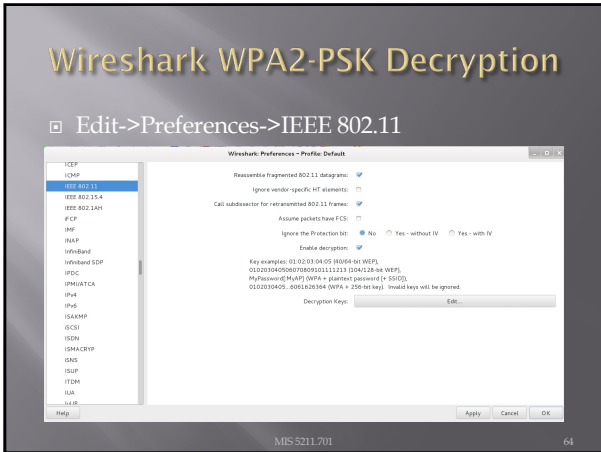 Wireshark WPA2-PSK Decryption
Edit->Preferences->IEEE 802.11
Wireshark: Preferences - Profile: Default
ICEP
ICMP
IEEE 802.11
IEEE 802.15.4
IEEE 802.1AH
iFCP
IMF
INAP
InfiniBand
Infiniband SDP
IPDC
IPMI/ATCA
IPv4
IPv6
ISAKMP
iSCSI
ISDN
ISMACRYP
iSNS
ISUP
ITDM
IUA
IuUP
Reassemble fragmented 802.11 datagrams:
Ignore vendor-specific HT elements:
Call subdissector for retransmitted 802.11 frames:
Assume packets have FCS:
Ignore the Protection bit: No Yes - without IV Yes - with IV
Enable decryption:
Key examples: 01:02:03:04:05 (40/64-bit WEP),
010203040506070809101111213 (104/128-bit WEP),
MyPassword[:MyAP] (WPA + plaintext password [+ SSID]),
0102030405...6061626364 (WPA + 256-bit key). Invalid keys will be ignored.
Decryption Keys: Edit...
Help Apply Cancel OK
MIS 5211.701 64